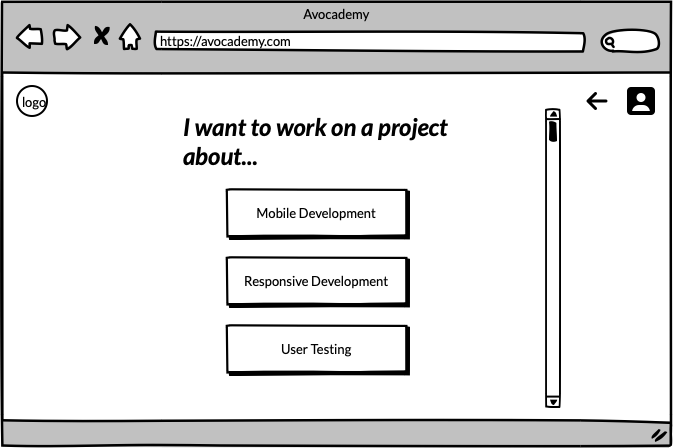 Avocademy
https://avocademy.com
logo
I want to work on a project
about...
Mobile Development
Responsive Development
User Testing